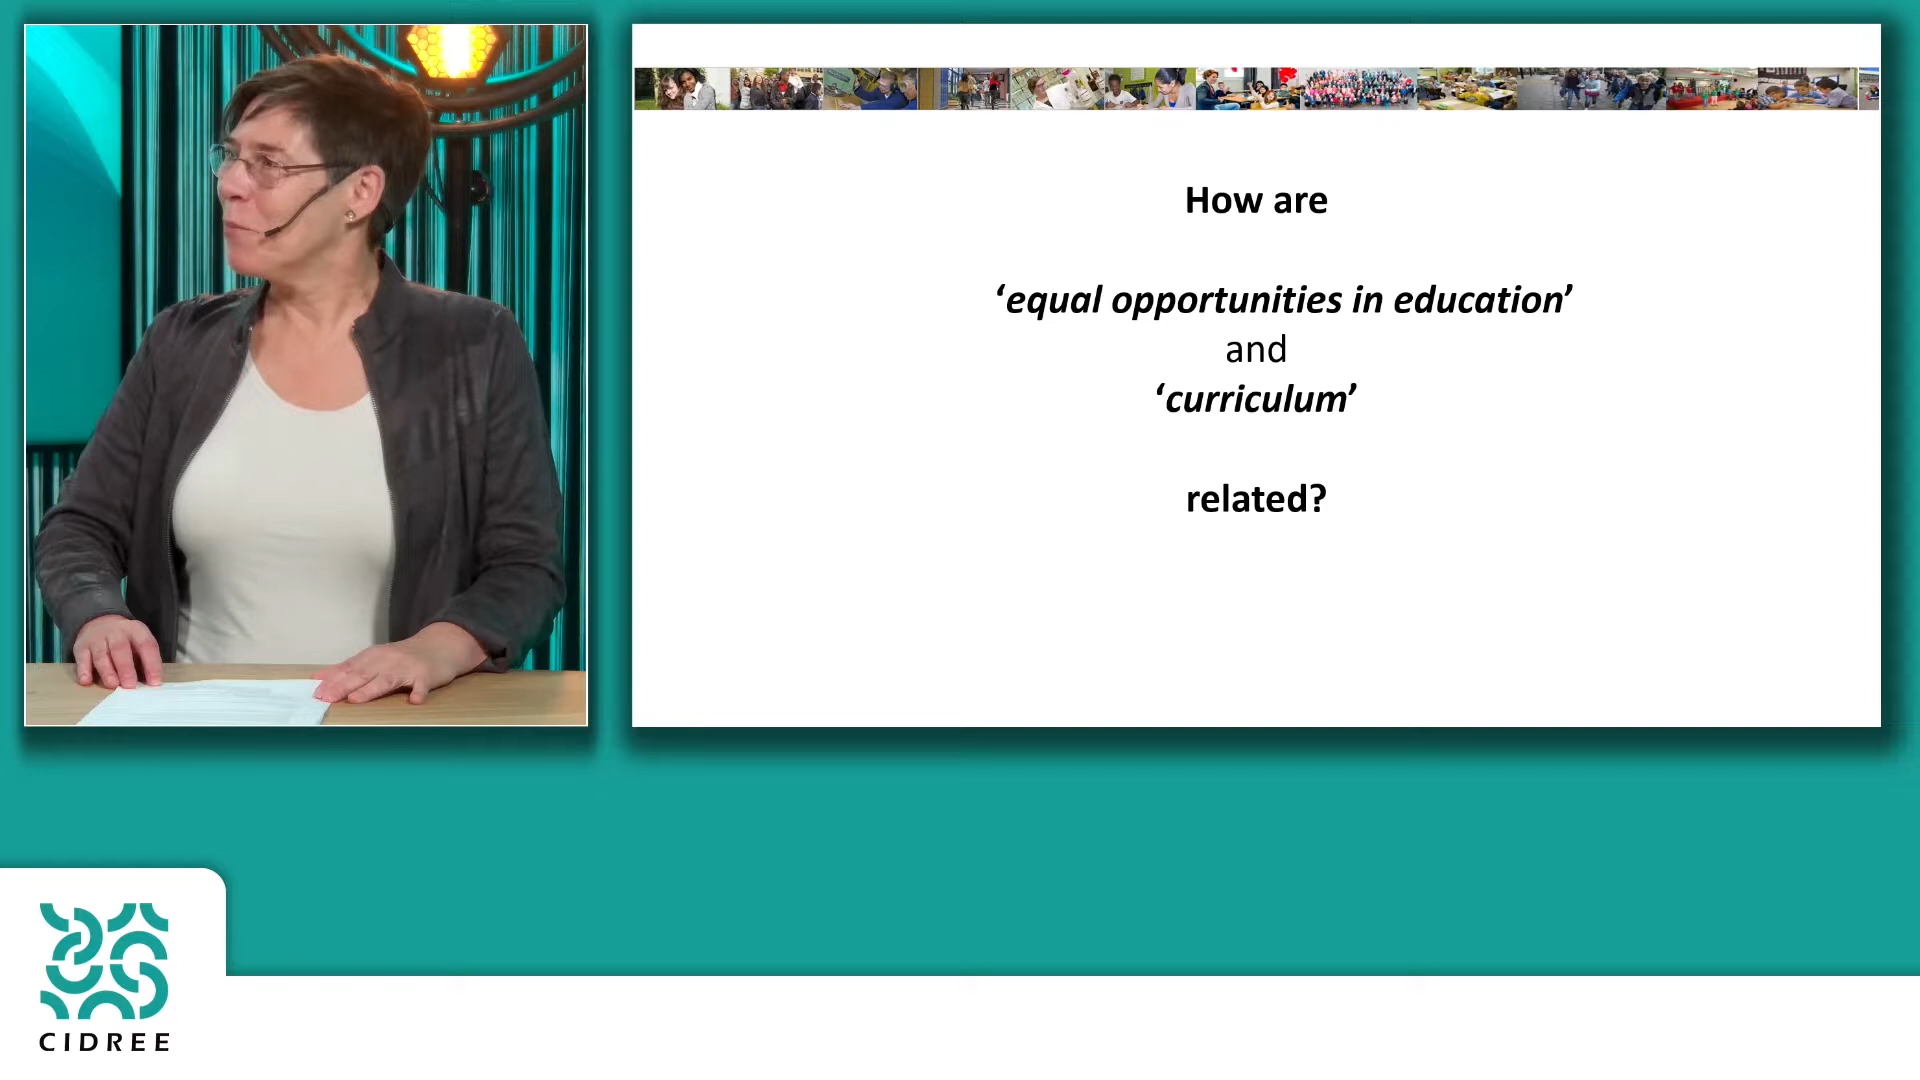 How are
‘equal opportunities in education’
and
‘curriculum’
related?
CIDREE